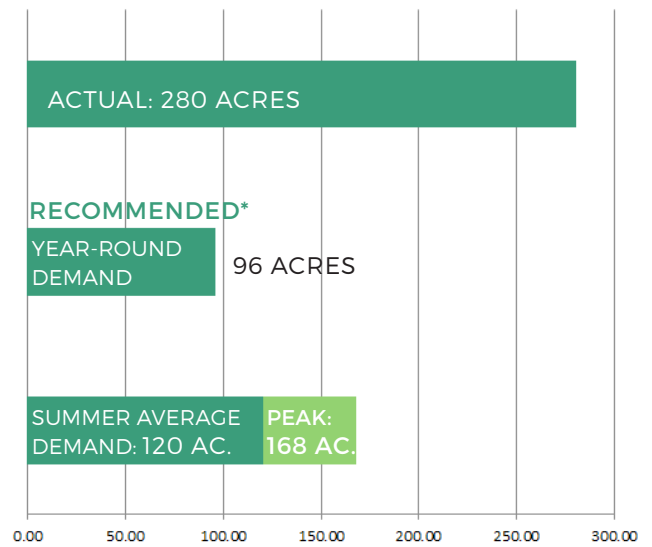 ACTUAL: 280 ACRES
RECOMMENDED*
YEAR-ROUND
DEMAND
96 ACRES
SUMMER AVERAGE
DEMAND: 120 AC.
PEAK:
168 AC.
0.00 50.00 100.00 150.00 200.00 250.00 300.00